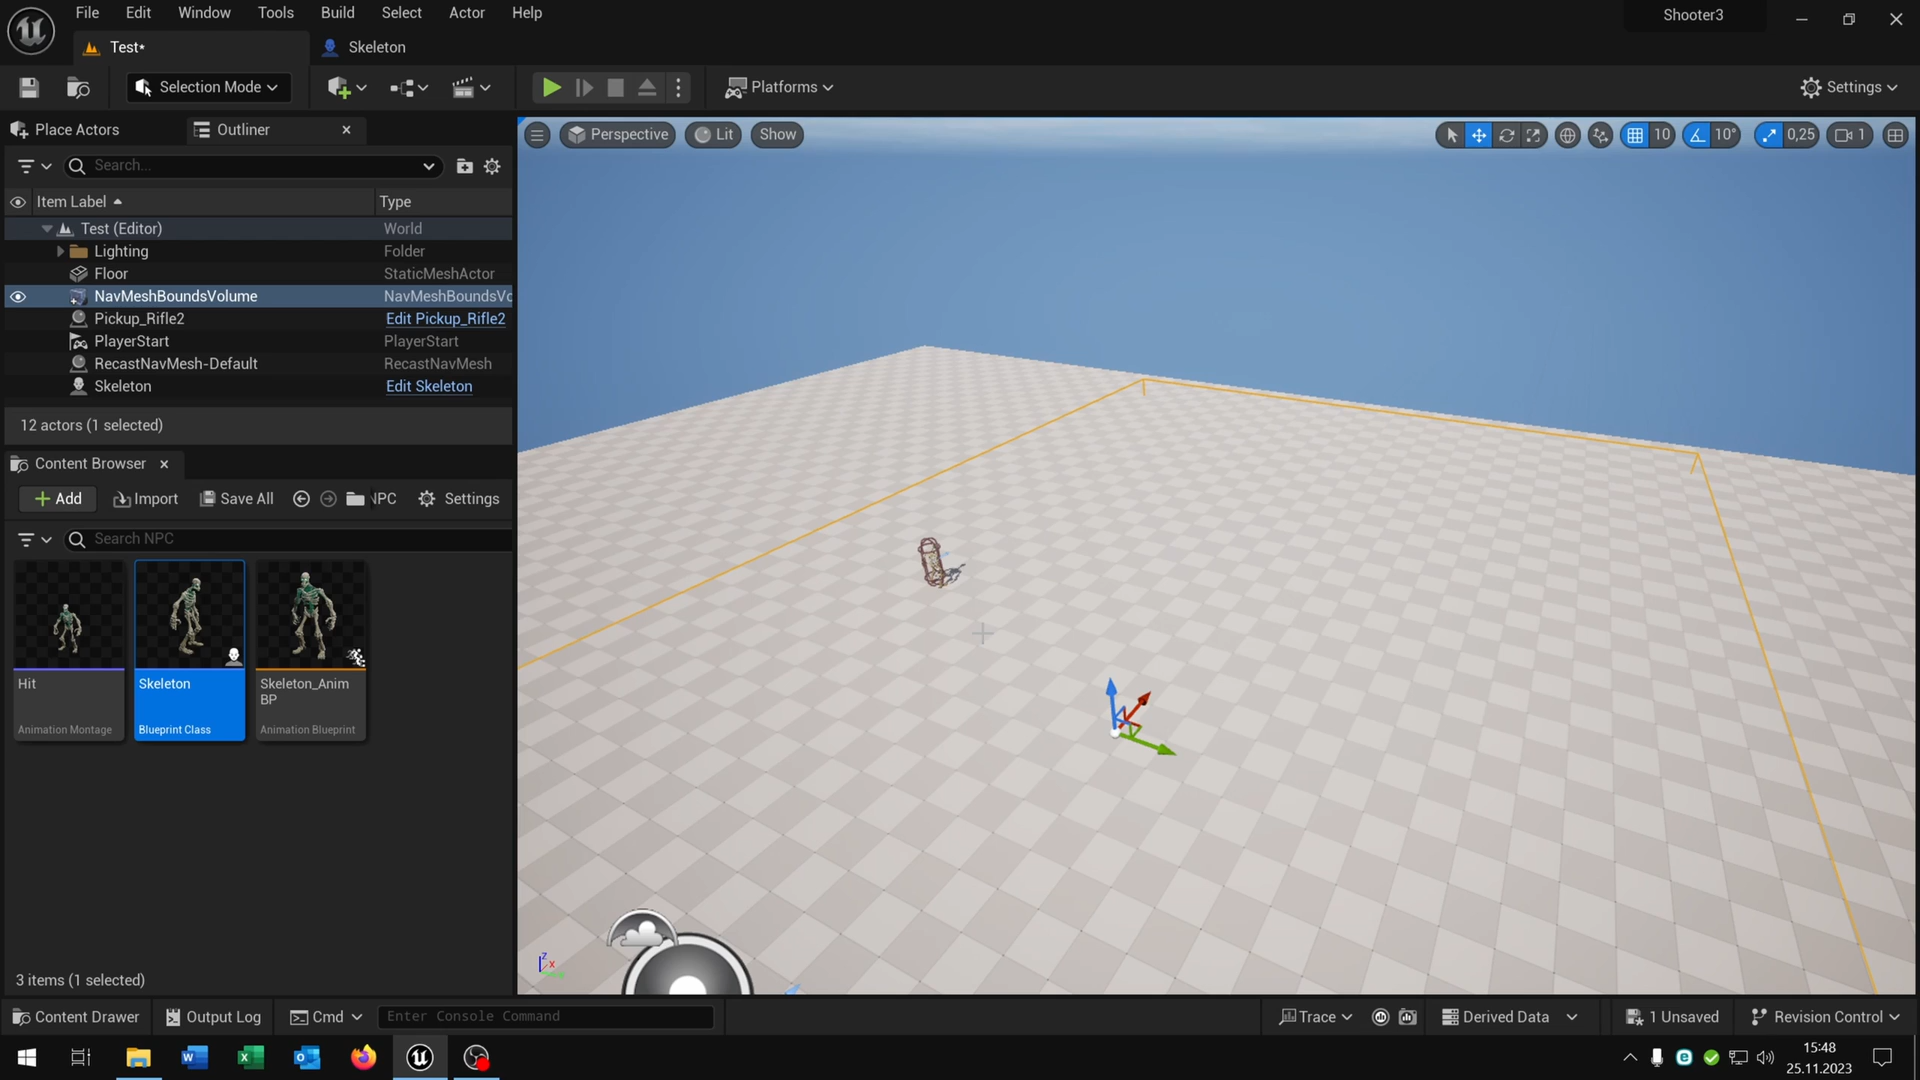 File Edit Window Tools Build Select Actor Help
Shooter3
Test*
Skeleton
Selection Mode
Platforms
Settings
Place Actors
Outliner
Perspective
Lit
Show
10
10°
0,25
1
Search...
Item Label
Type
Test (Editor)
World
Lighting
Folder
Floor
StaticMeshActor
NavMeshBoundsVolume
NavMeshBoundsVo
Pickup_Rifle2
Edit Pickup_Rifle2
PlayerStart
PlayerStart
RecastNavMesh-Default
RecastNavMesh
Skeleton
Edit Skeleton
12 actors (1 selected)
Content Browser
Add
Import
Save All
NPC
Settings
Search NPC
Hit
Animation Montage
Skeleton
Blueprint Class
Skeleton_Anim
BP
Animation Blueprint
Z
X
3 items (1 selected)
Content Drawer
Output Log
Cmd
Enter Console Command
Trace
Derived Data
1 Unsaved
Revision Control
15:48
25.11.2023